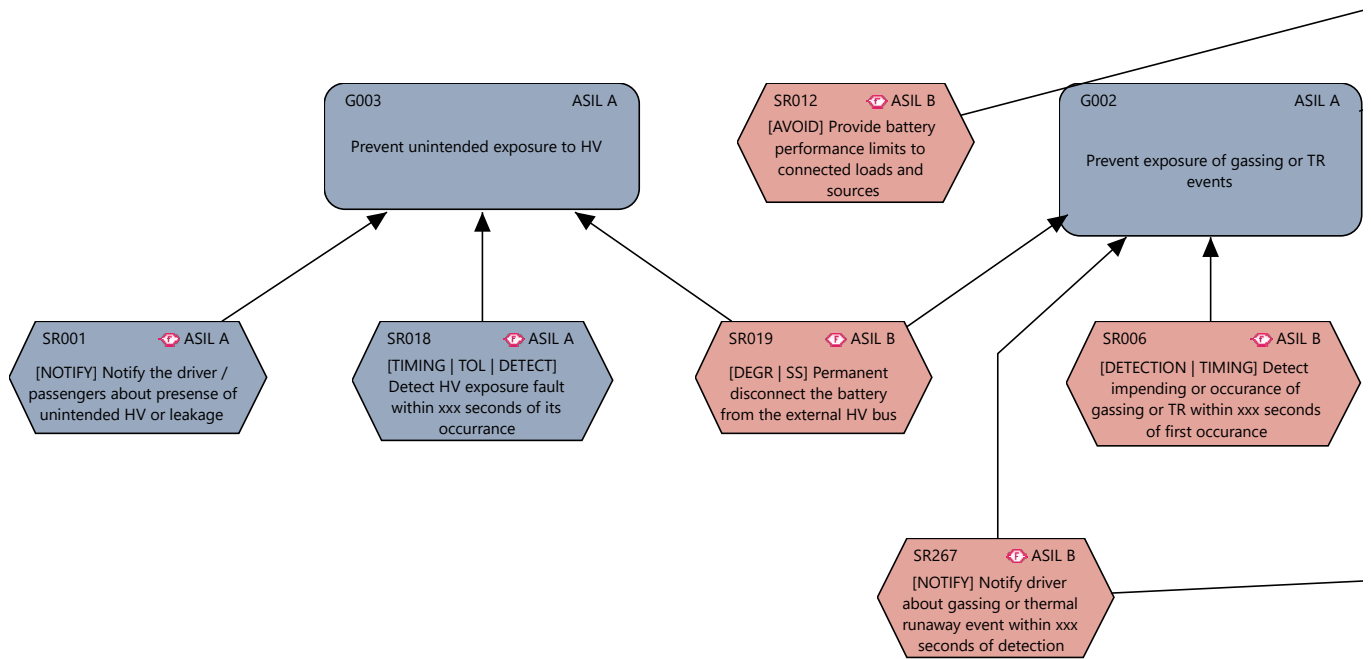 G003 ASIL A
Prevent unintended exposure to HV
SR012 F ASIL B
[AVOID] Provide battery
performance limits to
connected loads and
sources
G002 ASIL A
Prevent exposure of gassing or TR
events
SR001 F ASIL A
[NOTIFY] Notify the driver /
passengers about presense of
unintended HV or leakage
SR018 F ASIL A
[TIMING | TOL | DETECT]
Detect HV exposure fault
within xxx seconds of its
occurrance
SR019 F ASIL B
[DEGR | SS] Permanent
disconnect the battery
from the external HV bus
SR006 F ASIL B
[DETECTION | TIMING] Detect
impending or occurance of
gassing or TR within xxx seconds
of first occurance
SR267 F ASIL B
[NOTIFY] Notify driver
about gassing or thermal
runaway event within xxx
seconds of detection